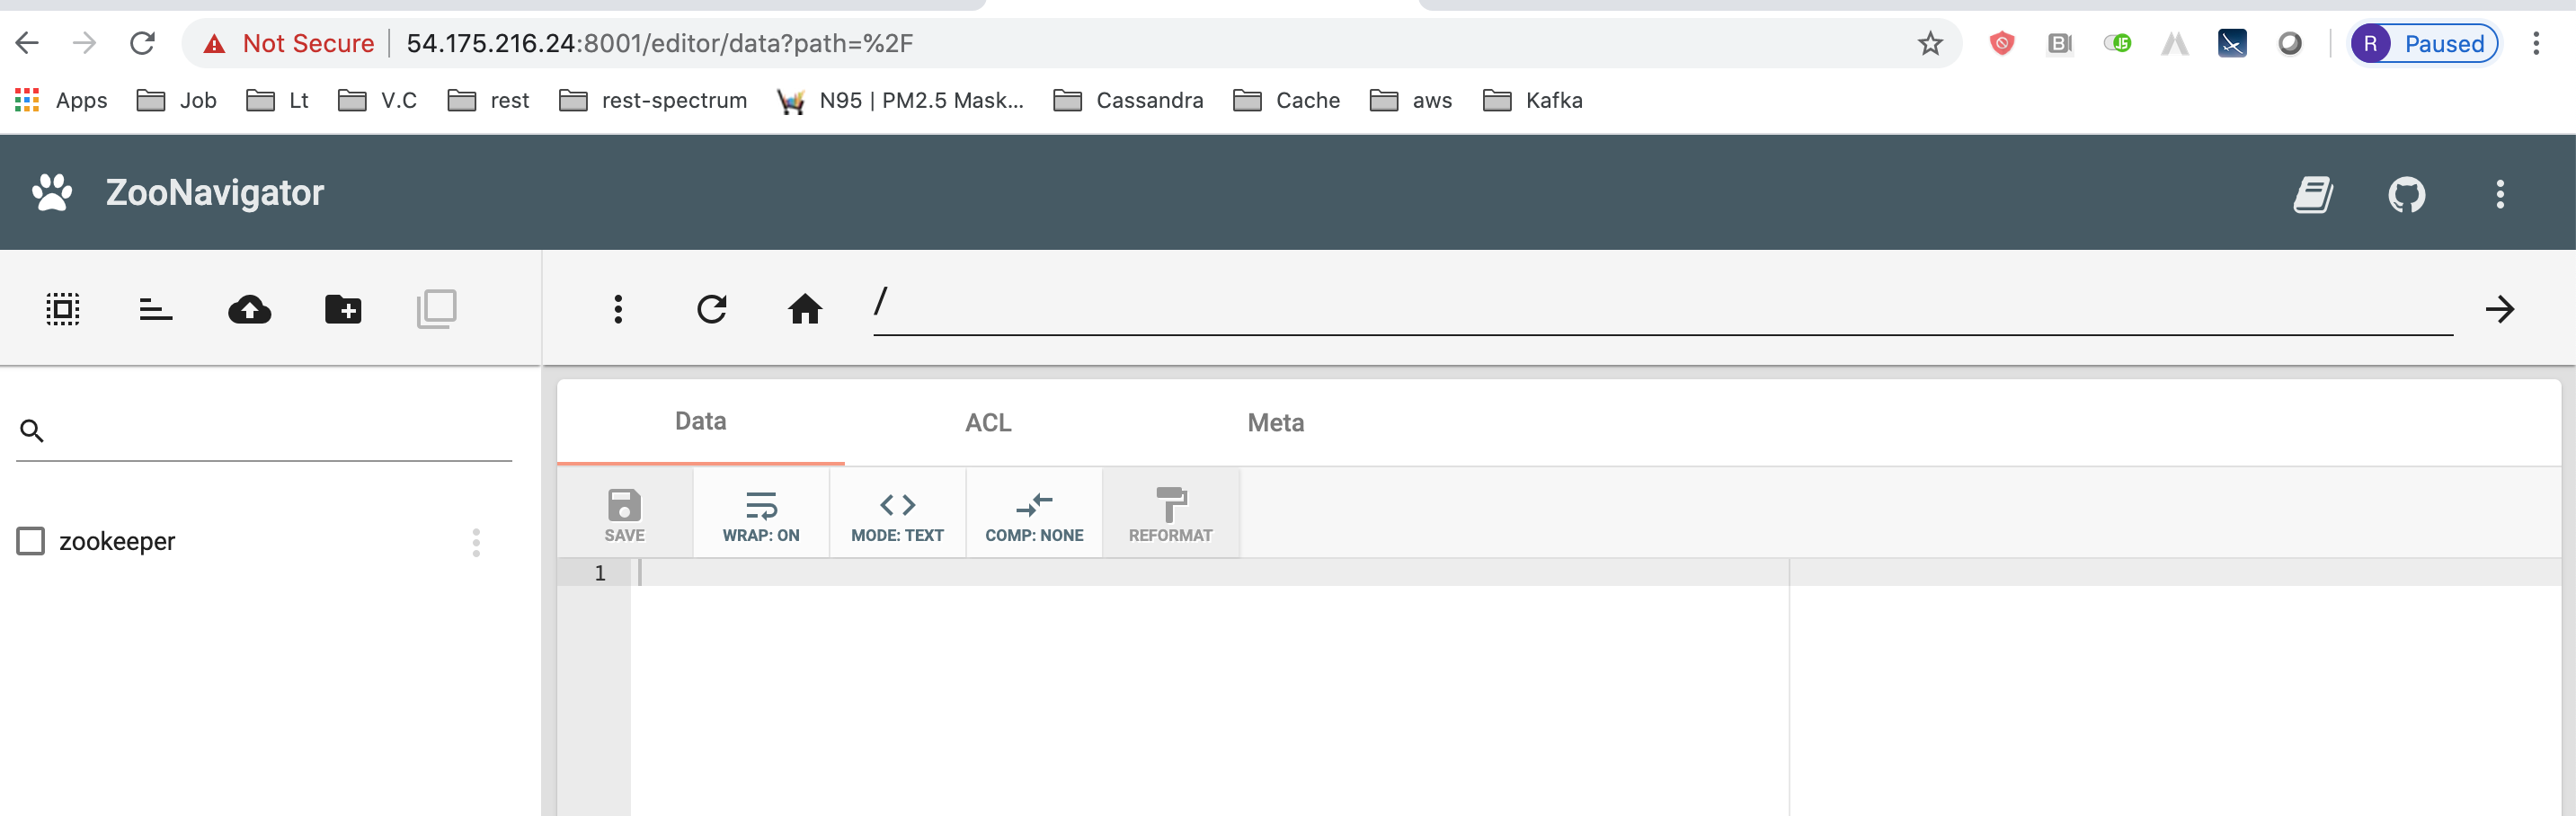 Not Secure 54.175.216.24:8001/editor/data?path=%2F R Paused
Apps Job Lt V.C rest rest-spectrum N95 | PM2.5 Mask... Cassandra Cache aws Kafka
ZooNavigator
/
Data ACL Meta
SAVE WRAP: ON MODE: TEXT COMP: NONE REFORMAT
zookeeper
1